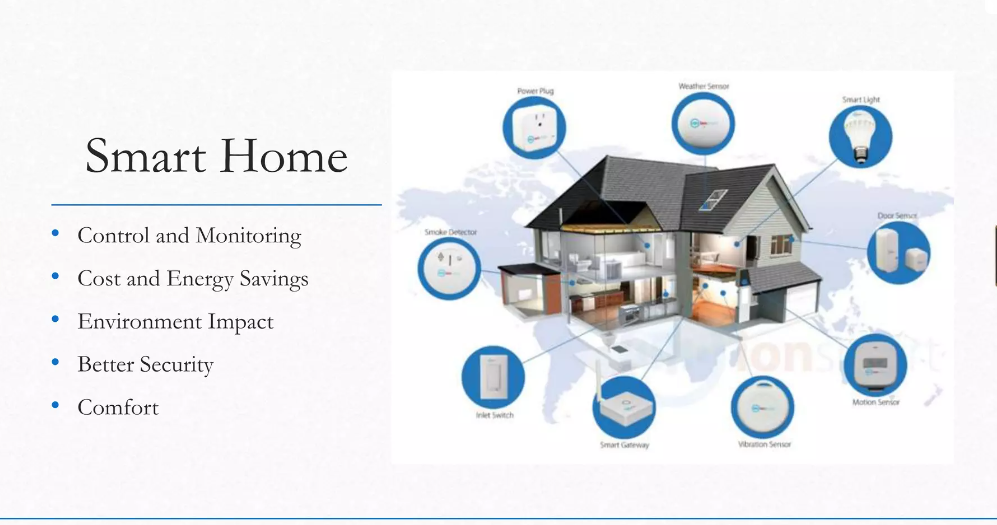 Smart Home
Control and Monitoring
Cost and Energy Savings
Environment Impact
Better Security
Comfort
Power Plug
Weather Sensor
Smart Light
Smoke Detector
Door Sensor
Inlet Switch
Smart Gateway
Vibration Sensor
Motion Sensor